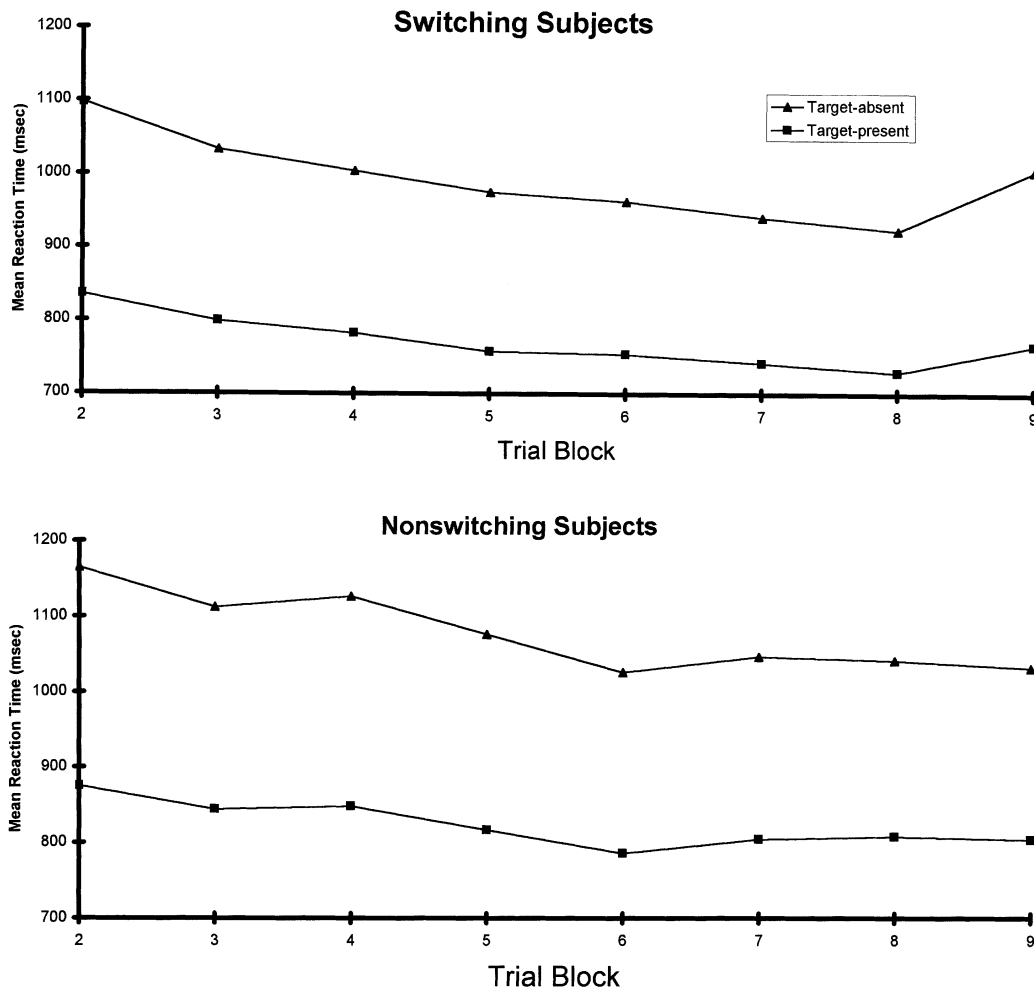 Switching Subjects
Mean Reaction Time (msec)
1200
1100
1000
900
800
700
Target-absent
Target-present
2 3 4 5 6 7 8 9
Trial Block
Nonswitching Subjects
Mean Reaction Time (msec)
1200
1100
1000
900
800
700
2 3 4 5 6 7 8 9
Trial Block